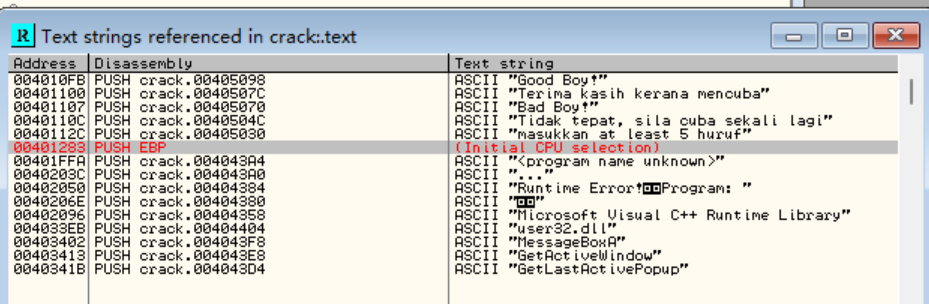 R Text strings referenced in crack:.text
Address Disassembly Text string
004010FB PUSH crack.00405098 ASCII "Good Boy!"
00401100 PUSH crack.0040507C ASCII "Terima kasih kerana mencuba"
00401107 PUSH crack.00405070 ASCII "Bad Boy!"
0040110C PUSH crack.0040504C ASCII "Tidak tepat, sila cuba sekali lagi"
0040112C PUSH crack.00405030 ASCII "masukkan at least 5 huruf"
00401283 PUSH EBP (Initial CPU selection)
00401FFA PUSH crack.004043A4 ASCII "<program name unknown>"
0040203C PUSH crack.004043A0 ASCII "..."
00402050 PUSH crack.00404384 ASCII "Runtime Error!Program: "
0040206E PUSH crack.00404380 ASCII ""
00402096 PUSH crack.00404358 ASCII "Microsoft Visual C++ Runtime Library"
004033EB PUSH crack.00404404 ASCII "user32.dll"
00403402 PUSH crack.004043F8 ASCII "MessageBoxA"
00403413 PUSH crack.004043E8 ASCII "GetActiveWindow"
0040341B PUSH crack.004043D4 ASCII "GetLastActivePopup"